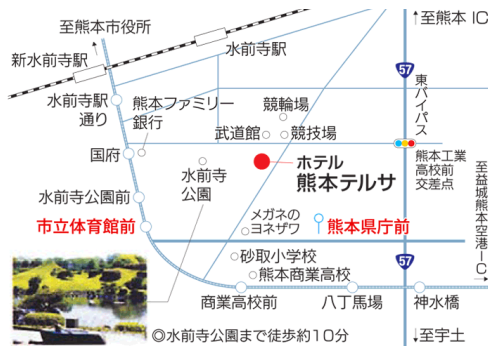 至熊本市役所
至熊本 IC
水前寺駅
新水前寺駅
57
東バイパス
水前寺駅
通り
熊本ファミリー
銀行
競輪場
武道館
競技場
国府
水前寺
公園
ホテル
熊本テルサ
熊本工業
高校前
交差点
至益城熊本空港IC
水前寺公園前
市立体育館前
メガネの
ヨネザワ
熊本県庁前
砂取小学校
熊本商業高校
57
商業高校前
八丁馬場
神水橋
◎水前寺公園まで徒歩約10分
至宇土